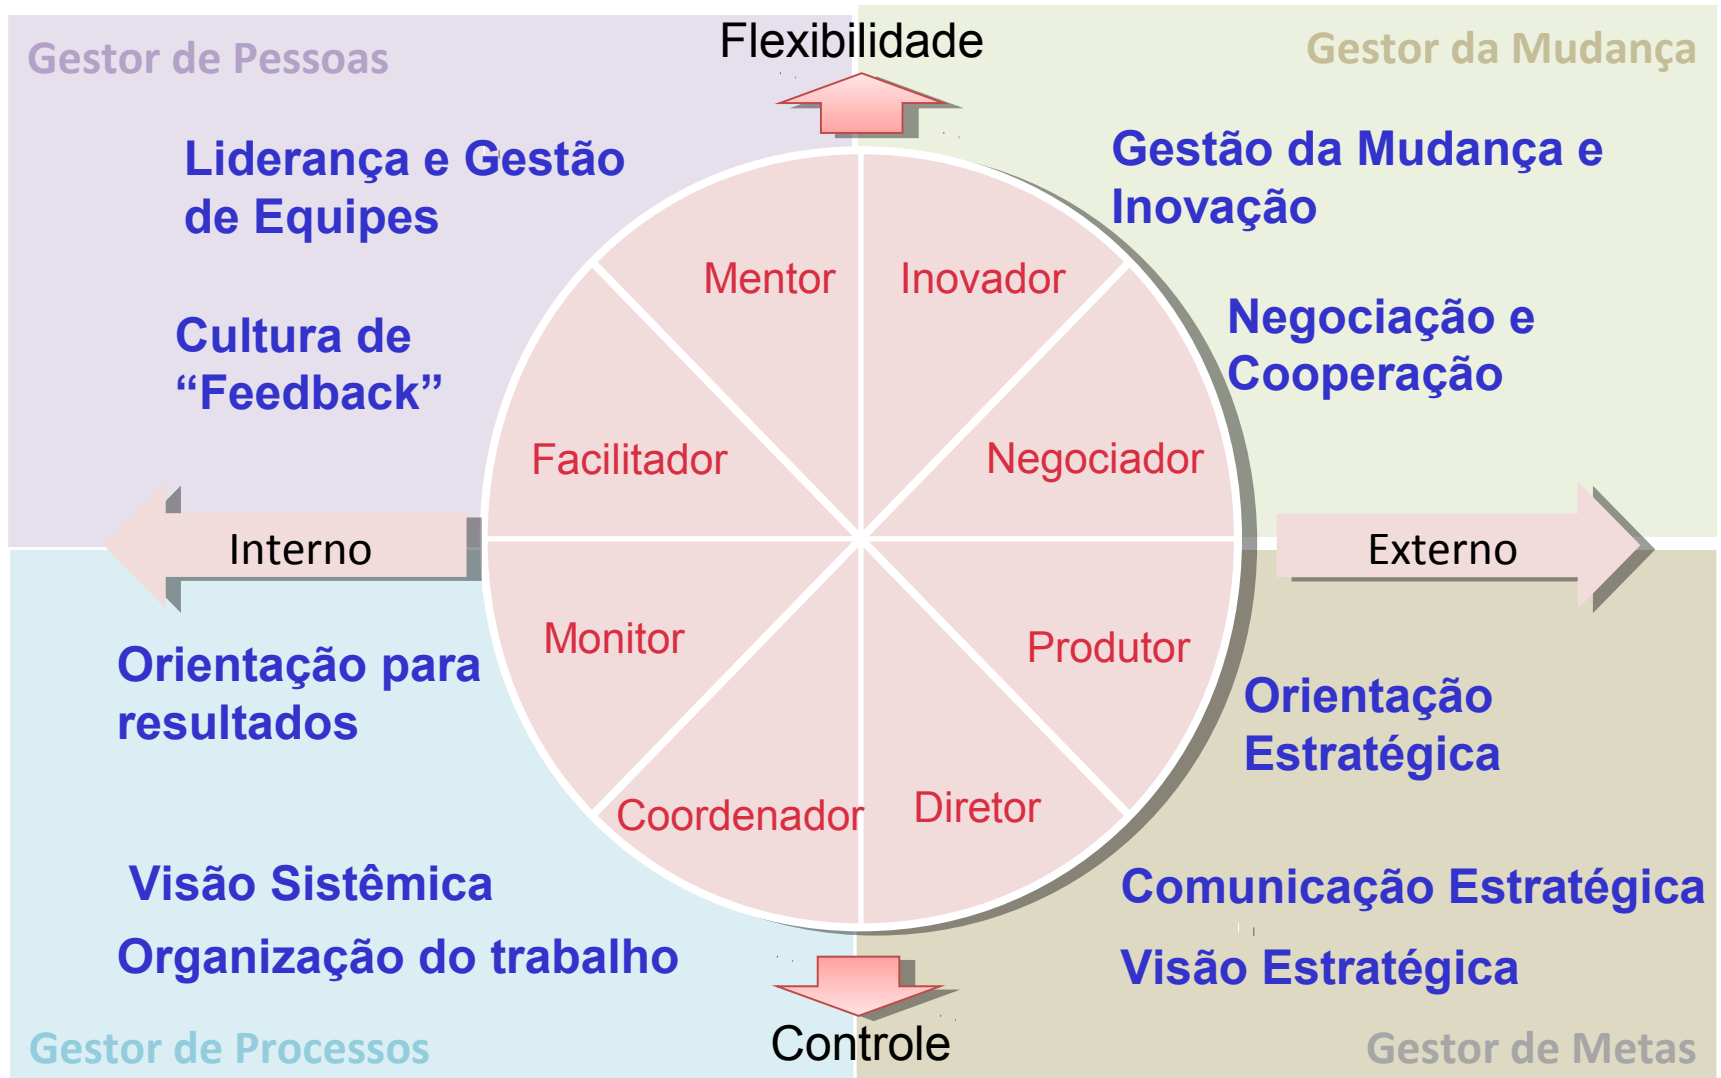 Flexibilidade
Gestor de Pessoas
Gestor da Mudança
Liderança e Gestão
de Equipes
Gestão da Mudança e
Inovação
Mentor
Inovador
Cultura de
“Feedback”
Negociação e
Cooperação
Facilitador
Negociador
Interno
Externo
Monitor
Produtor
Orientação para
resultados
Orientação
Estratégica
Coordenador
Diretor
Visão Sistêmica
Organização do trabalho
Comunicação Estratégica
Visão Estratégica
Gestor de Processos
Controle
Gestor de Metas